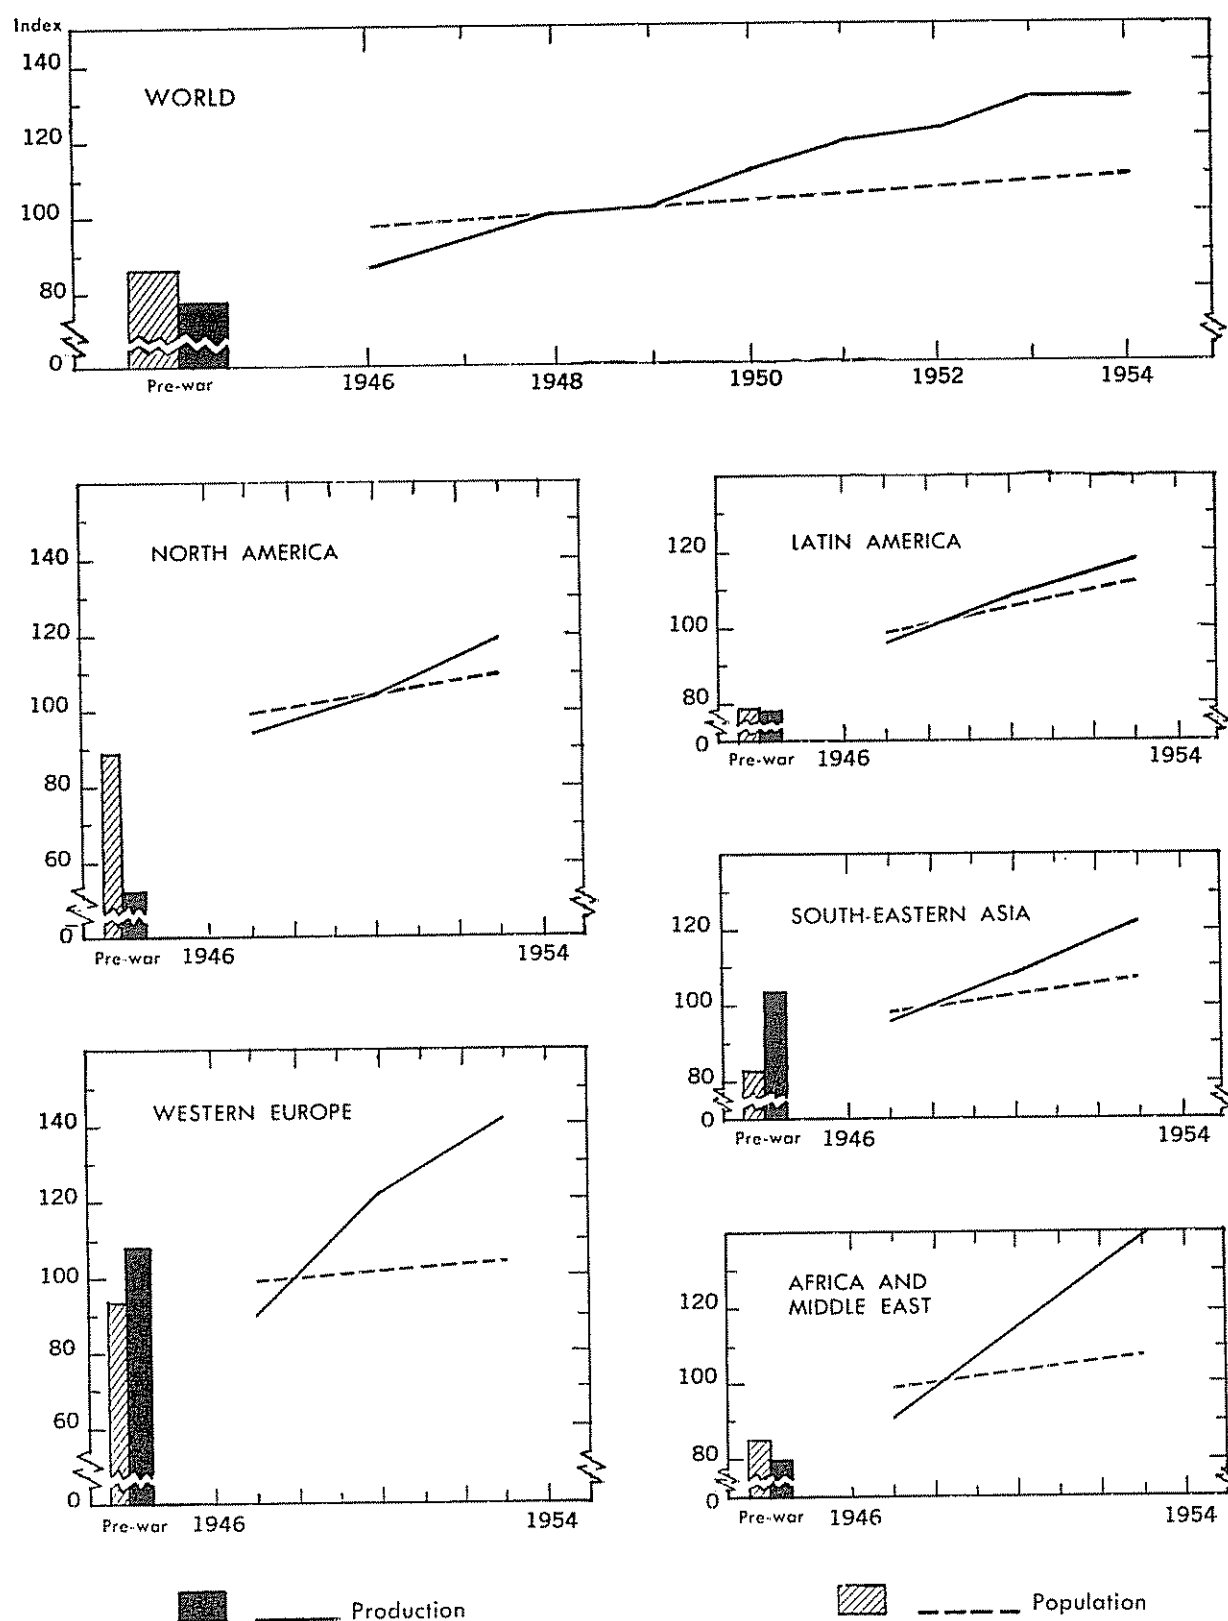 Index
140
WORLD
120
100
80
0
Pre-war 1946 1948 1950 1952 1954
NORTH AMERICA
140
120
100
80
60
0
Pre-war 1946 1954
LATIN AMERICA
120
100
80
0
Pre-war 1946 1954
SOUTH-EASTERN ASIA
120
100
80
0
Pre-war 1946 1954
WESTERN EUROPE
140
120
100
80
60
0
Pre-war 1946 1954
AFRICA AND
MIDDLE EAST
120
100
80
0
Pre-war 1946 1954
Production
Population